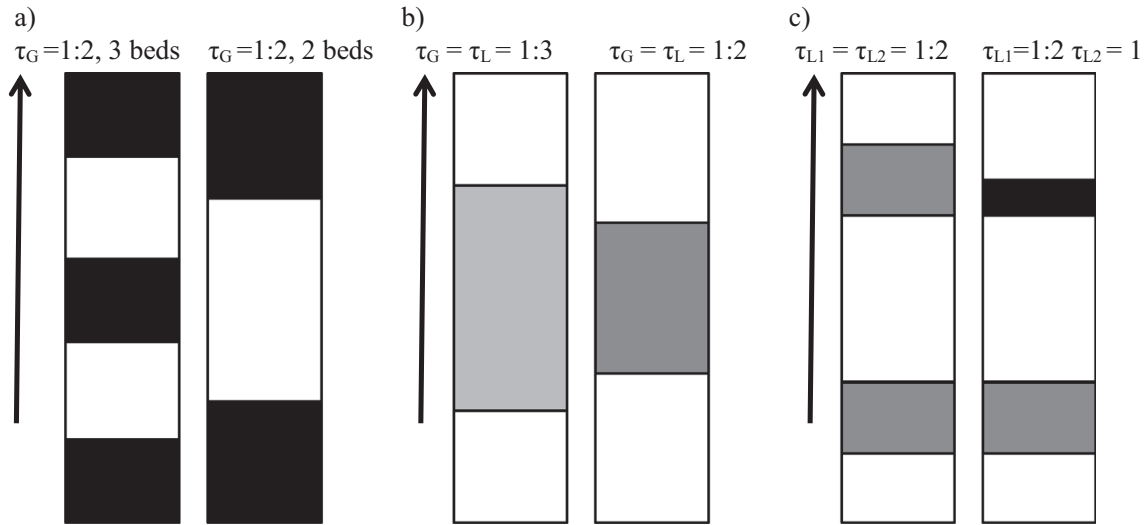 a)
τG =1:2, 3 beds
τG =1:2, 2 beds
b)
τG = τL = 1:3
τG = τL = 1:2
c)
τL1 = τL2 = 1:2
τL1=1:2 τL2 = 1